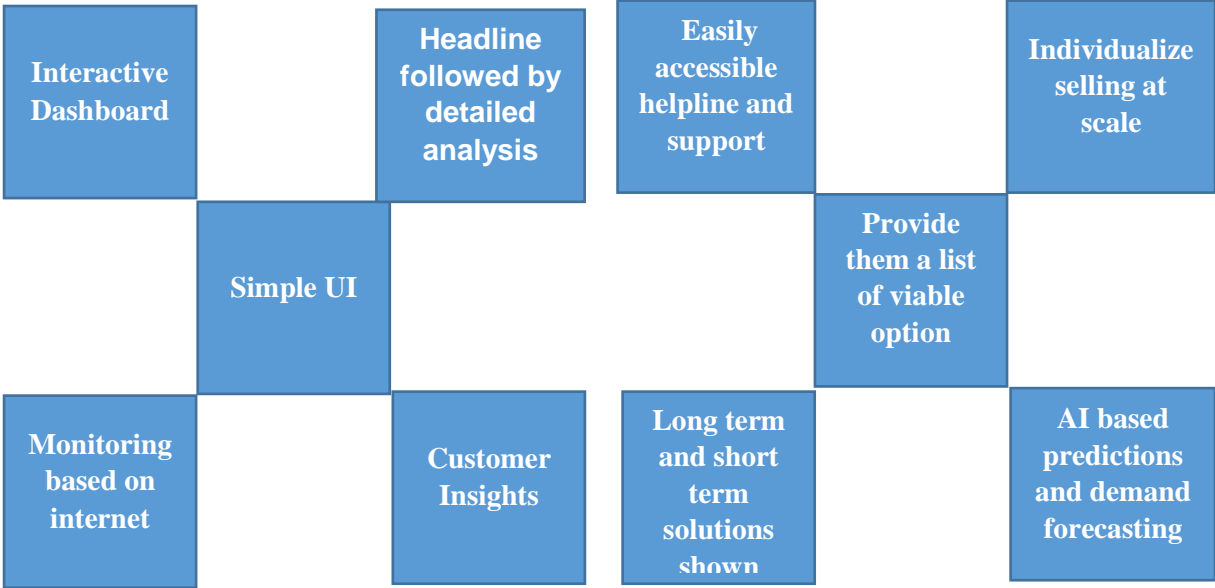 Interactive
Dashboard
Headline
followed by
detailed
analysis
Easily
accessible
helpline and
support
Individualize
selling at
scale
Simple UI
Provide
them a list
of viable
option
Monitoring
based on
internet
Customer
Insights
Long term
and short
term
solutions
shown
AI based
predictions
and demand
forecasting